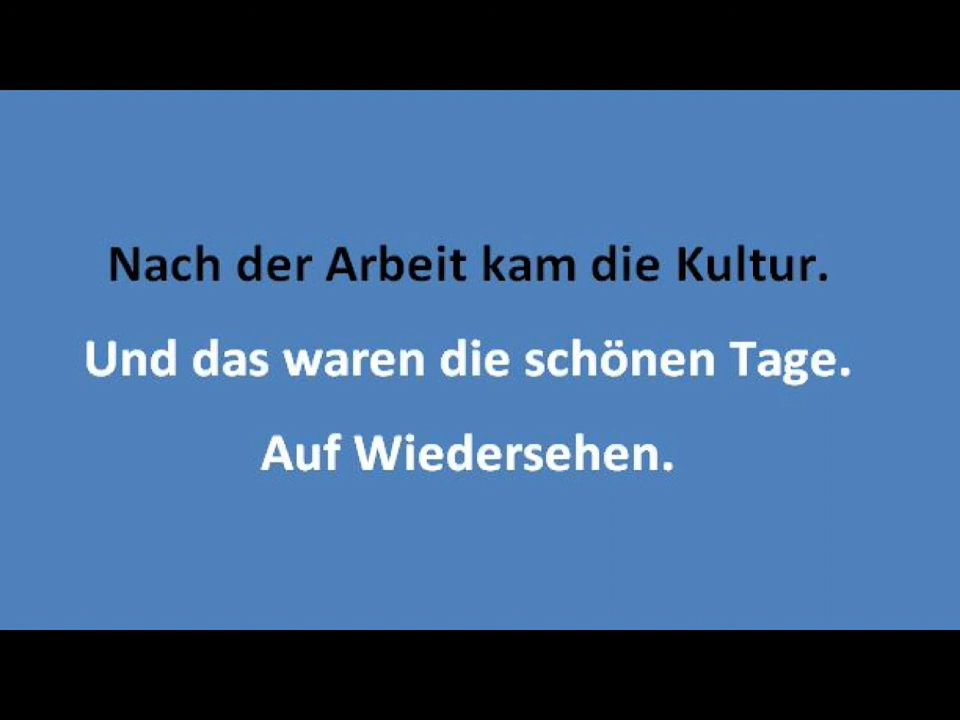 Nach der Arbeit kam die Kultur.
Und das waren die schönen Tage.
Auf Wiedersehen.